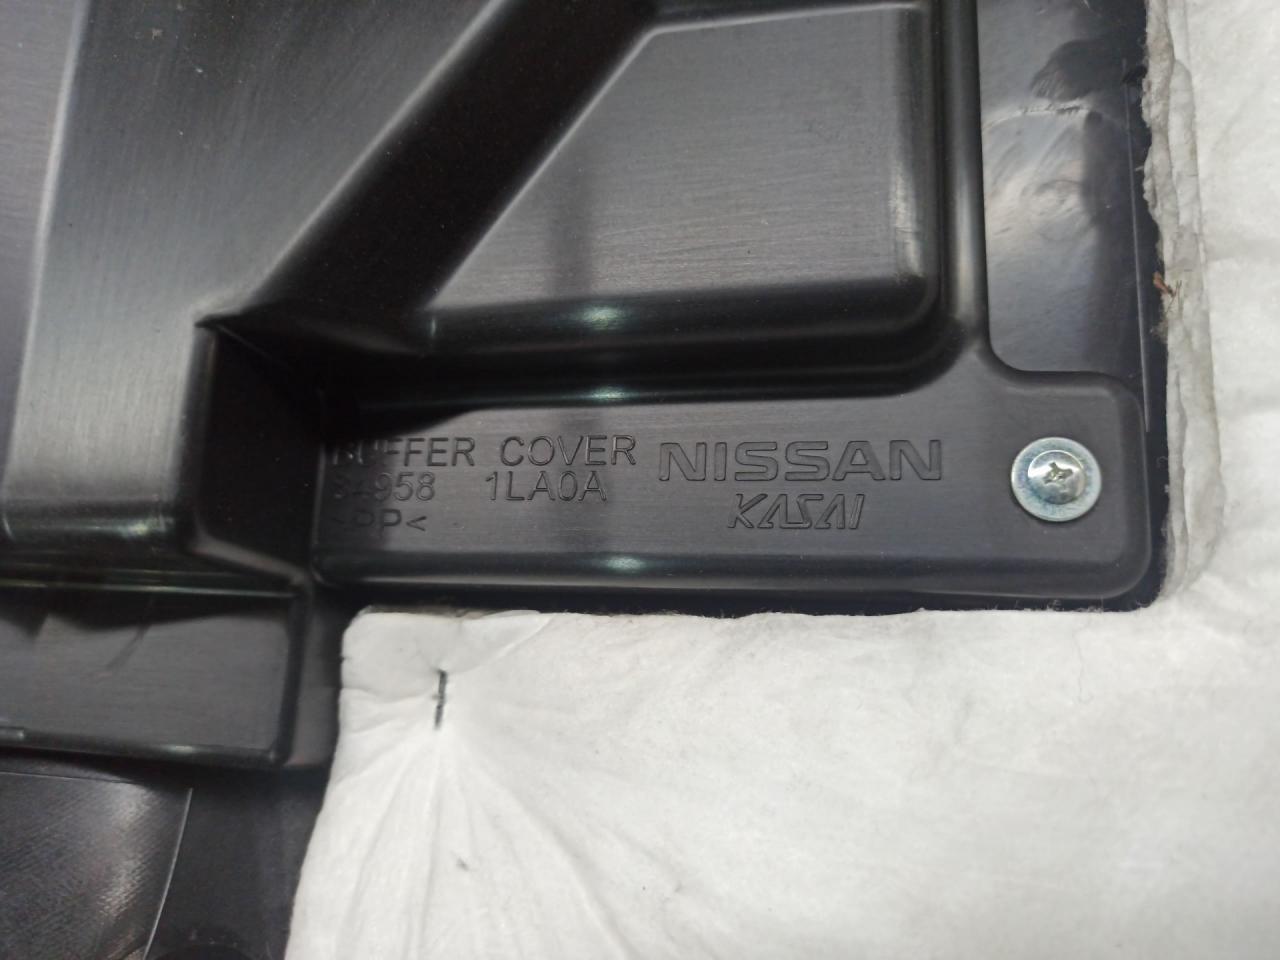 BUFFER COVER NISSAN
84958 1LA0A KASAI
>PP<